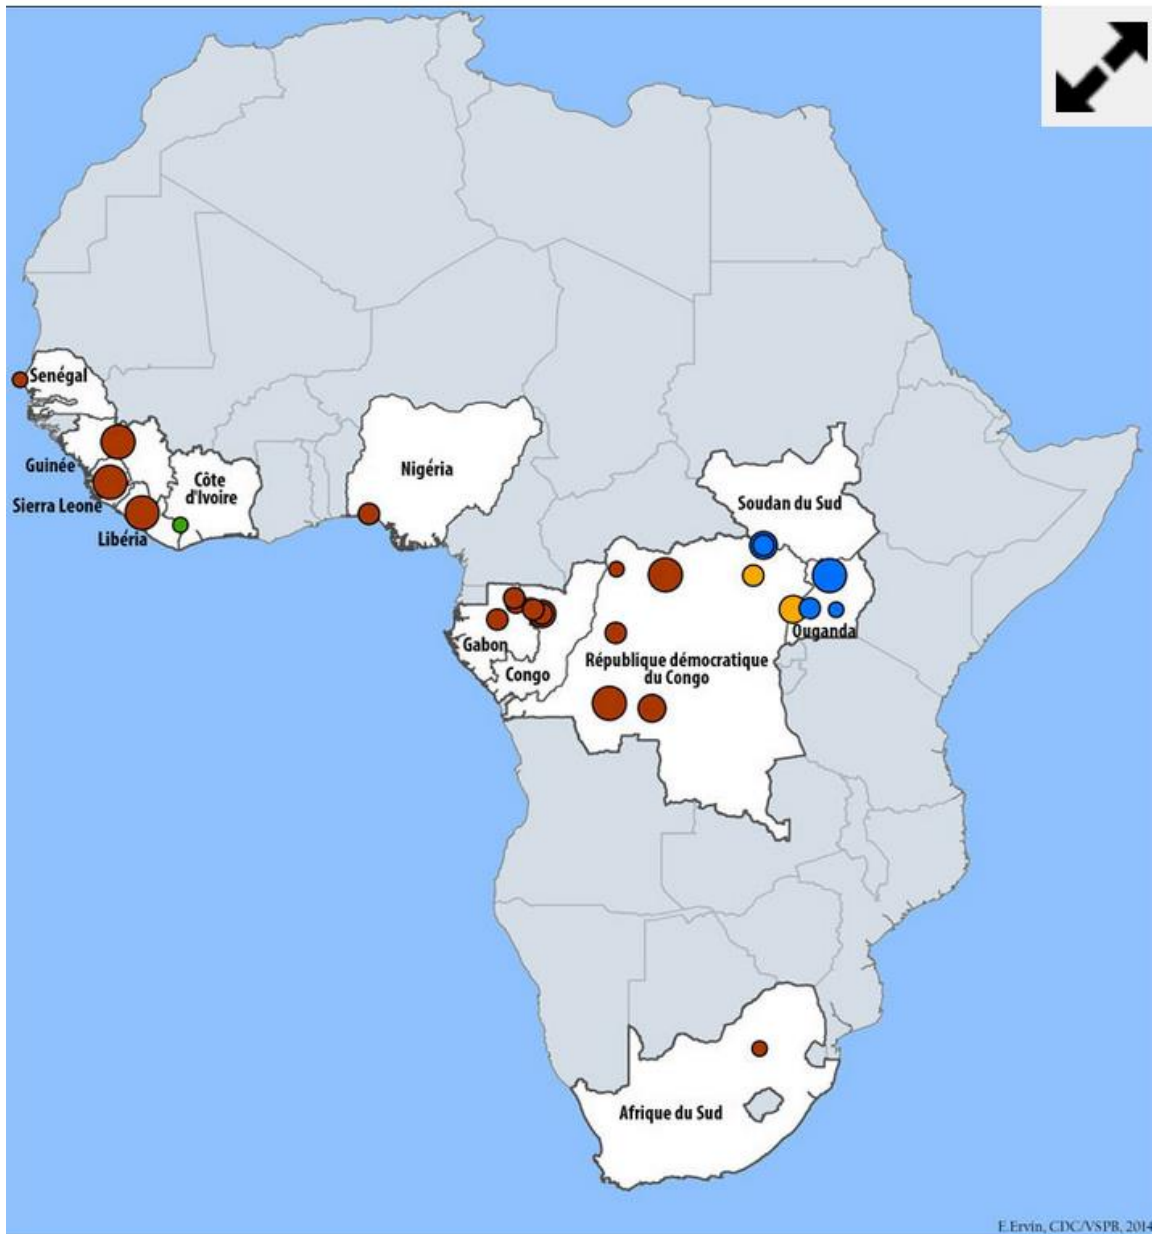 Senégal
Guinée
Sierra Leone
Libéria
Côte
d'Ivoire
Nigéria
Soudan du Sud
Ouganda
Gabon
Congo
République démocratique
du Congo
Afrique du Sud
E.Ervin, CDC/VSPB, 2014